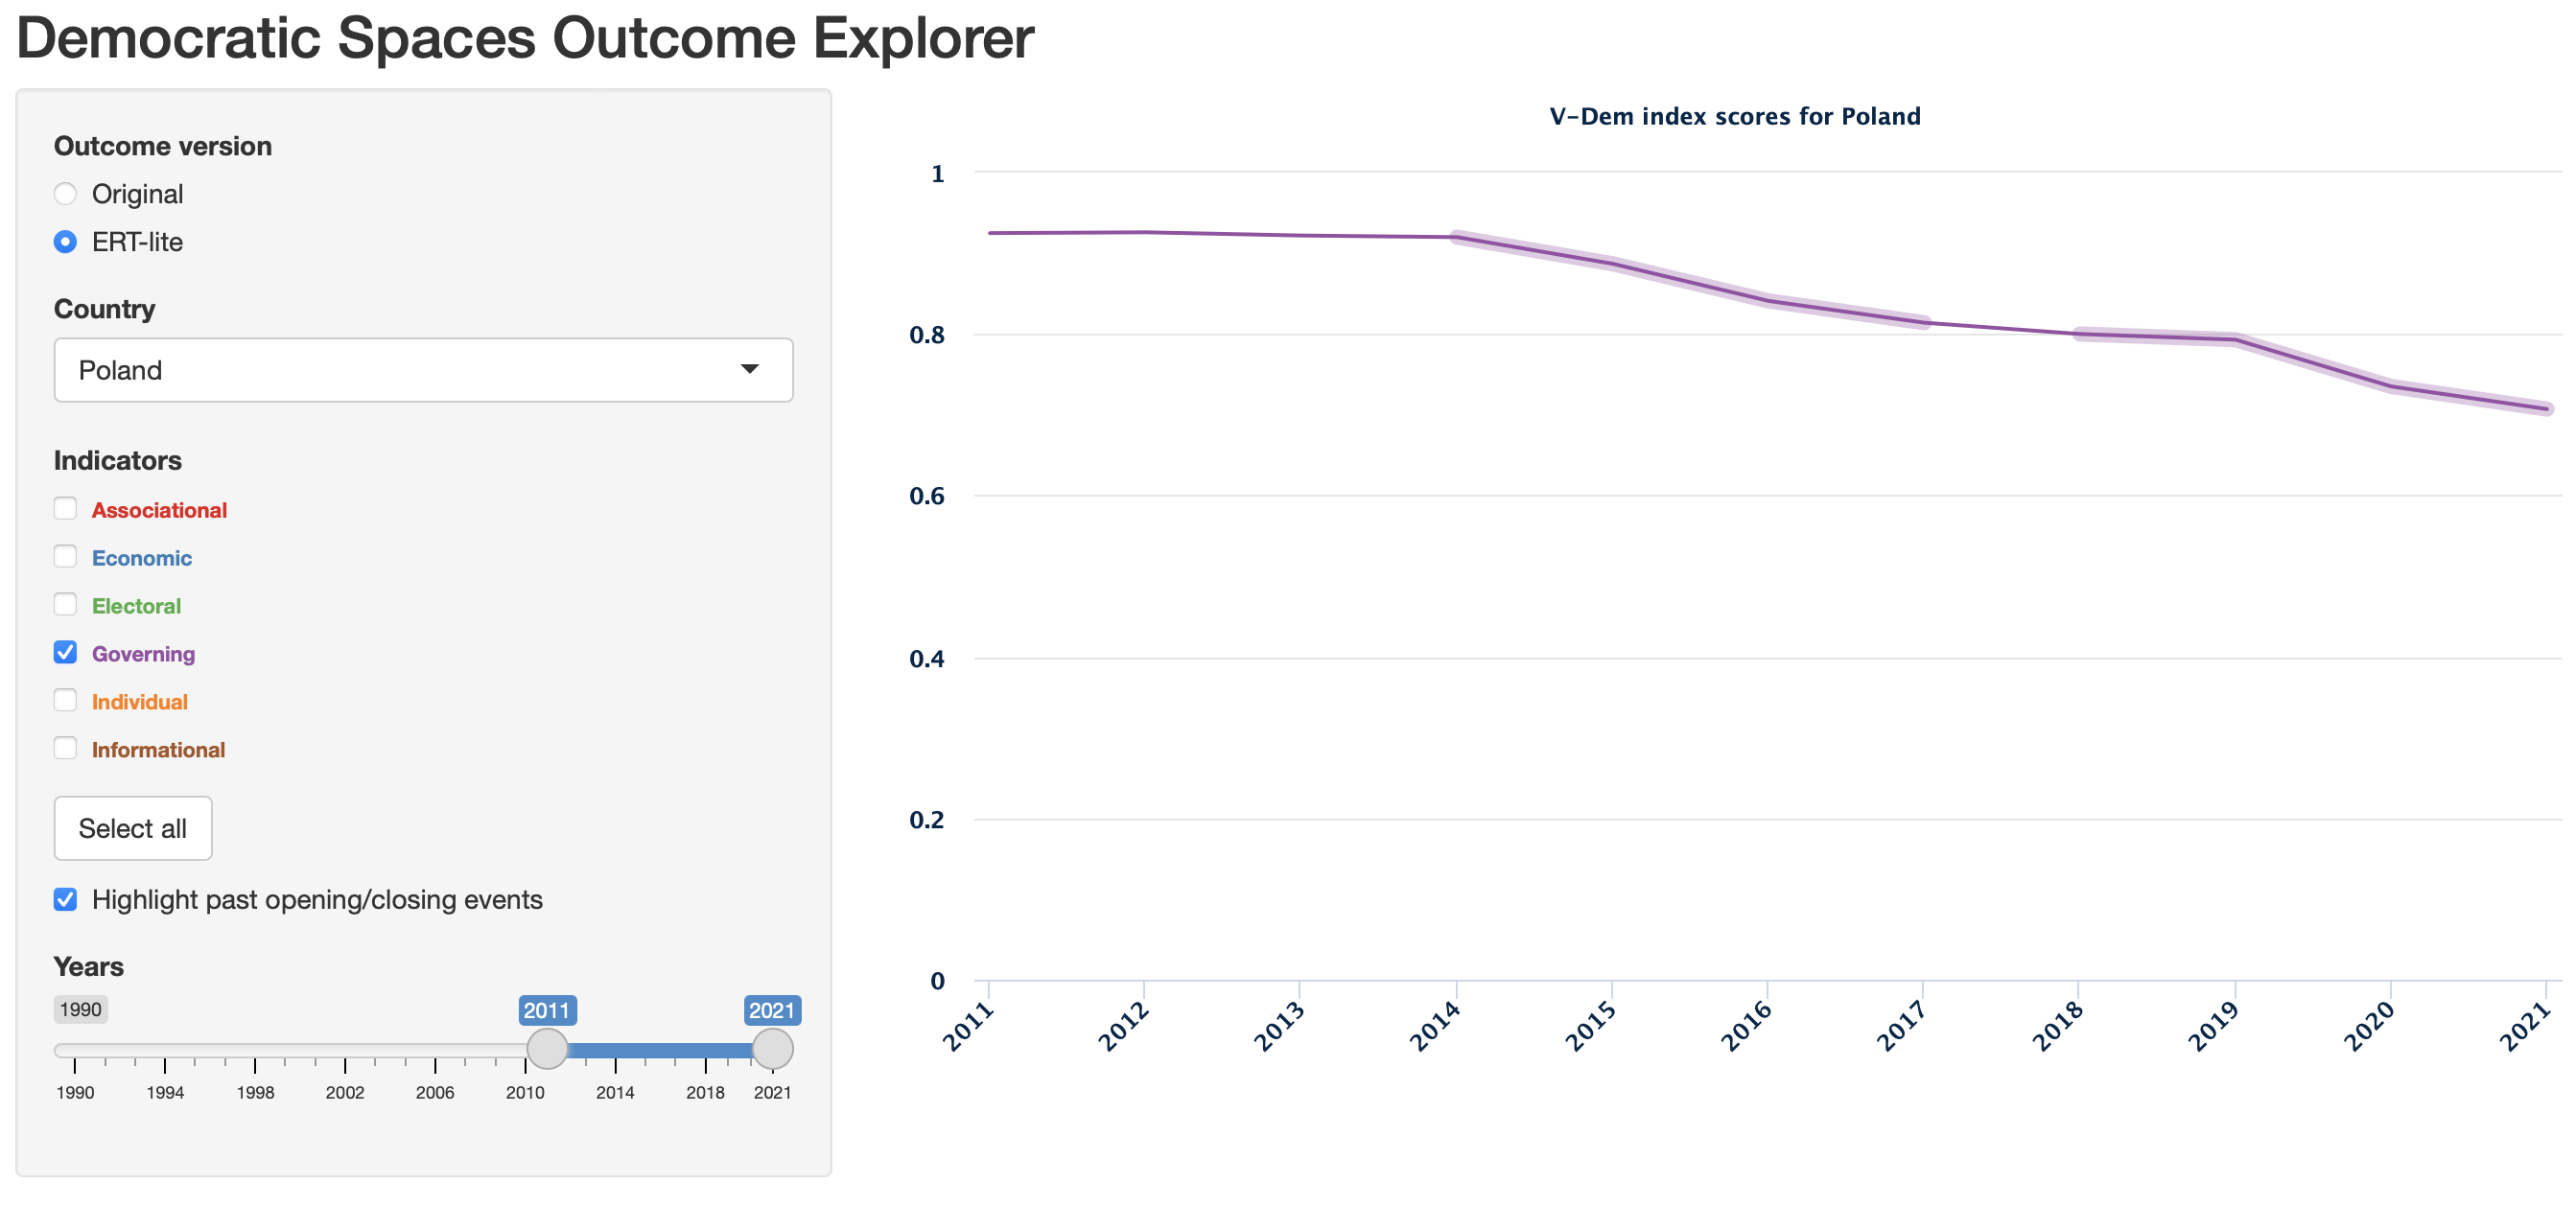 Democratic Spaces Outcome Explorer
Outcome version
Original
ERT-lite
Country
Poland
Indicators
Associational
Economic
Electoral
Governing
Individual
Informational
Select all
Highlight past opening/closing events
Years
1990 2011 2021
1990 1994 1998 2002 2006 2010 2014 2018 2021
V-Dem index scores for Poland
1
0.8
0.6
0.4
0.2
0
2011 2012 2013 2014 2015 2016 2017 2018 2019 2020 2021